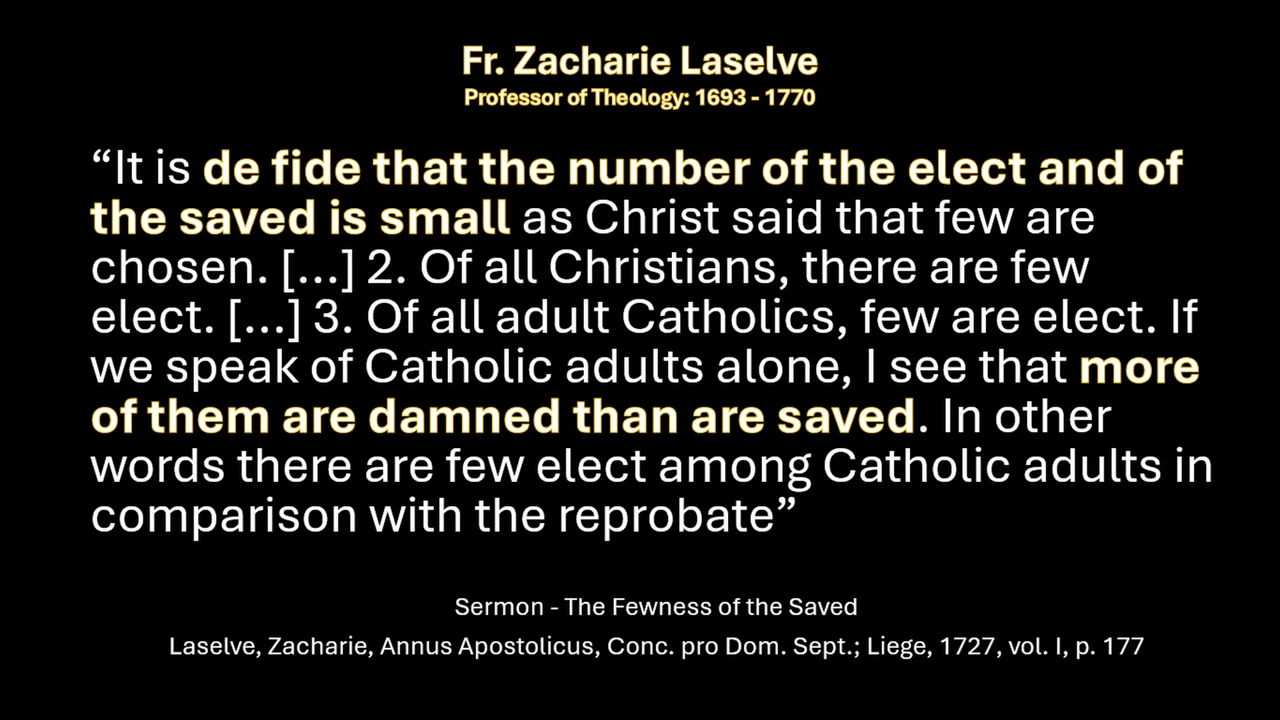 Fr. Zacharie Laselve
Professor of Theology: 1693 - 1770
“It is de fide that the number of the elect and of
the saved is small as Christ said that few are
chosen. [...] 2. Of all Christians, there are few
elect. [...] 3. Of all adult Catholics, few are elect. If
we speak of Catholic adults alone, I see that more
of them are damned than are saved. In other
words there are few elect among Catholic adults in
comparison with the reprobate”
Sermon - The Fewness of the Saved
Laselve, Zacharie, Annus Apostolicus, Conc. pro Dom. Sept.; Liege, 1727, vol. I, p. 177